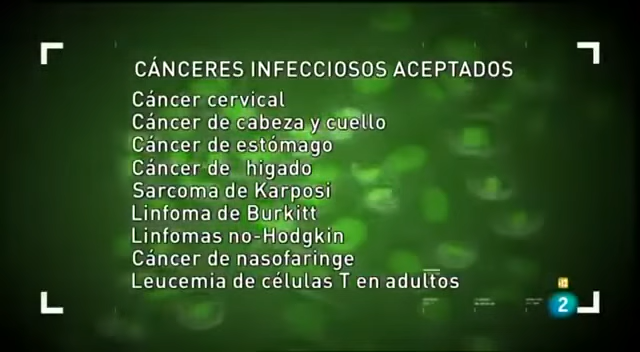 CÁNCERES INFECCIOSOS ACEPTADOS
Cáncer cervical
Cáncer de cabeza y cuello
Cáncer de estómago
Cáncer de higado
Sarcoma de Karposi
Linfoma de Burkitt
Linfomas no-Hodgkin
Cáncer de nasofaringe
Leucemia de células T en adultos
2